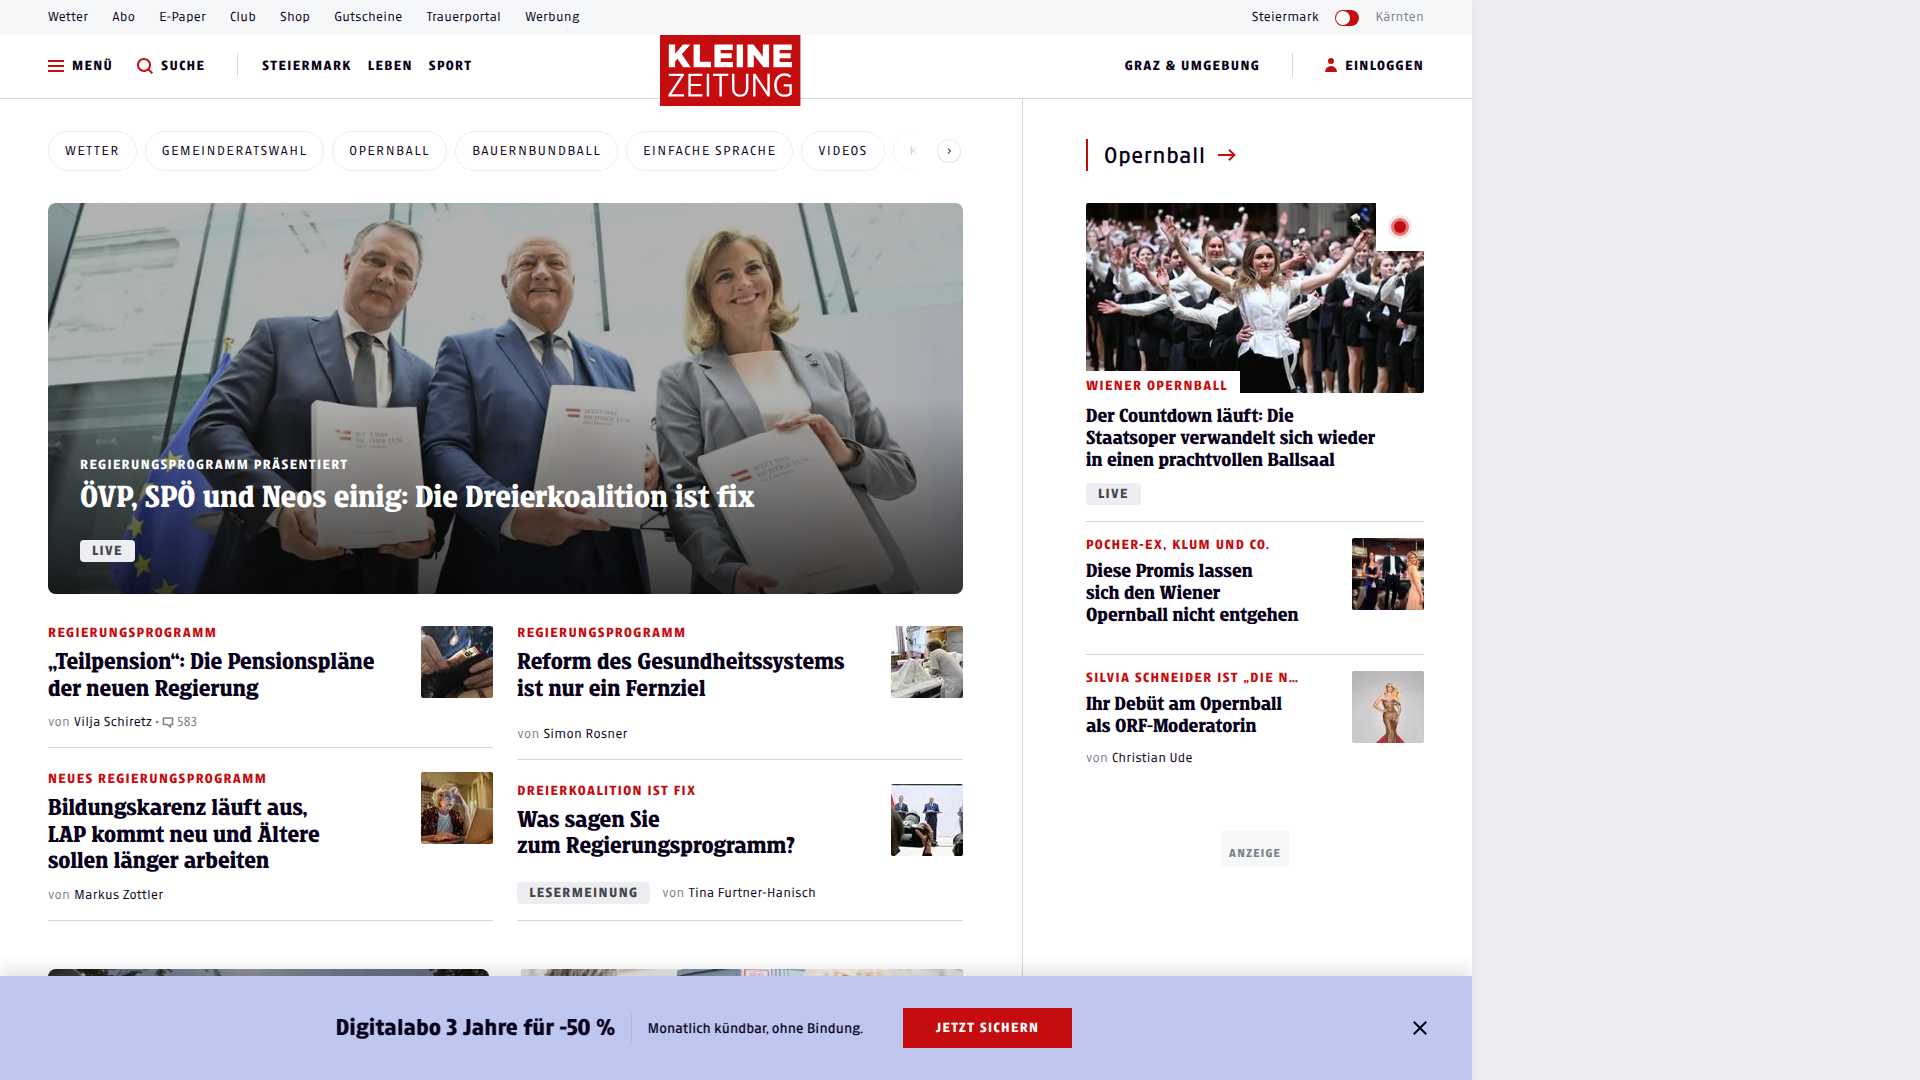 Wetter Abo E-Paper Club Shop Gutscheine Trauerportal Werbung Steiermark Kärnten
MENÜ SUCHE STEIERMARK LEBEN SPORT
KLEINE
ZEITUNG
GRAZ & UMGEBUNG EINLOGGEN
WETTER GEMEINDERATSWAHL OPERNBALL BAUERNBUNDBALL EINFACHE SPRACHE VIDEOS K
REGIERUNGSPROGRAMM PRÄSENTIERT
ÖVP, SPÖ und Neos einig: Die Dreierkoalition ist fix
LIVE
REGIERUNGSPROGRAMM
„Teilpension“: Die Pensionspläne
der neuen Regierung
von Vilja Schiretz • 583
REGIERUNGSPROGRAMM
Reform des Gesundheitssystems
ist nur ein Fernziel
von Simon Rosner
NEUES REGIERUNGSPROGRAMM
Bildungskarenz läuft aus,
LAP kommt neu und Ältere
sollen länger arbeiten
von Markus Zottler
DREIERKOALITION IST FIX
Was sagen Sie
zum Regierungsprogramm?
LESERMEINUNG von Tina Furtner-Hanisch
Opernball
WIENER OPERNBALL
Der Countdown läuft: Die
Staatsoper verwandelt sich wieder
in einen prachtvollen Ballsaal
LIVE
POCHER-EX, KLUM UND CO.
Diese Promis lassen
sich den Wiener
Opernball nicht entgehen
SILVIA SCHNEIDER IST „DIE N...
Ihr Debüt am Opernball
als ORF-Moderatorin
von Christian Ude
ANZEIGE
Digitalabo 3 Jahre für -50 % Monatlich kündbar, ohne Bindung. JETZT SICHERN